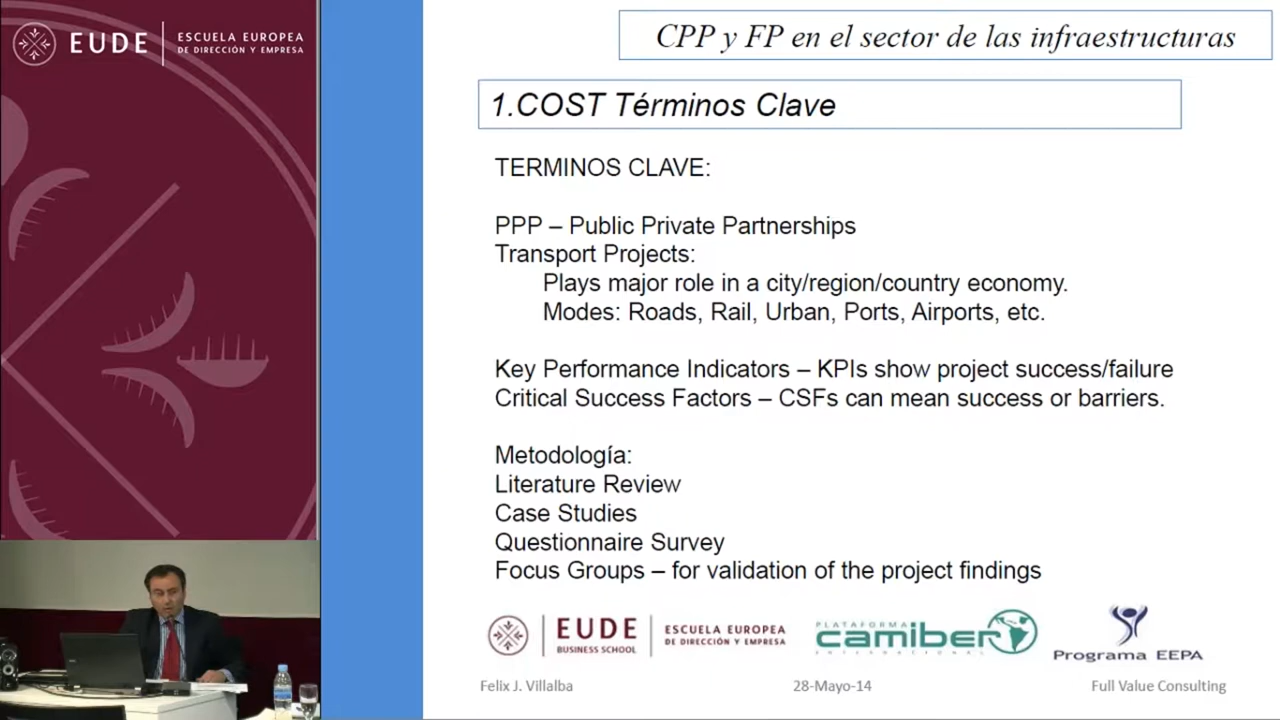 EUDE
ESCUELA EUROPEA
DE DIRECCIÓN Y EMPRESA
CPP y FP en el sector de las infraestructuras
1.COST Términos Clave
TERMINOS CLAVE:
PPP – Public Private Partnerships
Transport Projects:
Plays major role in a city/region/country economy.
Modes: Roads, Rail, Urban, Ports, Airports, etc.
Key Performance Indicators – KPIs show project success/failure
Critical Success Factors – CSFs can mean success or barriers.
Metodología:
Literature Review
Case Studies
Questionnaire Survey
Focus Groups – for validation of the project findings
EUDE
BUSINESS SCHOOL
ESCUELA EUROPEA
DE DIRECCIÓN Y EMPRESA
PLATAFORMA
camiber
INTERNATIONAL
Programa EEPA
Felix J. Villalba
28-Mayo-14
Full Value Consulting